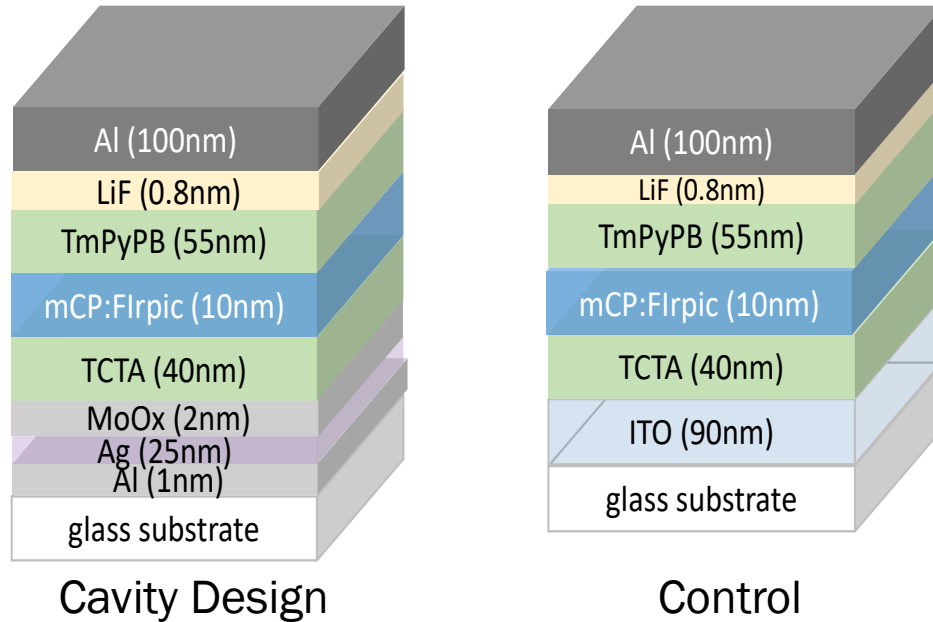 Al (100nm)
LiF (0.8nm)
TmPyPB (55nm)
mCP:FIrpic (10nm)
TCTA (40nm)
MoOx (2nm)
Ag (25nm)
Al (1nm)
glass substrate
Cavity Design
Al (100nm)
LiF (0.8nm)
TmPyPB (55nm)
mCP:FIrpic (10nm)
TCTA (40nm)
ITO (90nm)
glass substrate
Control